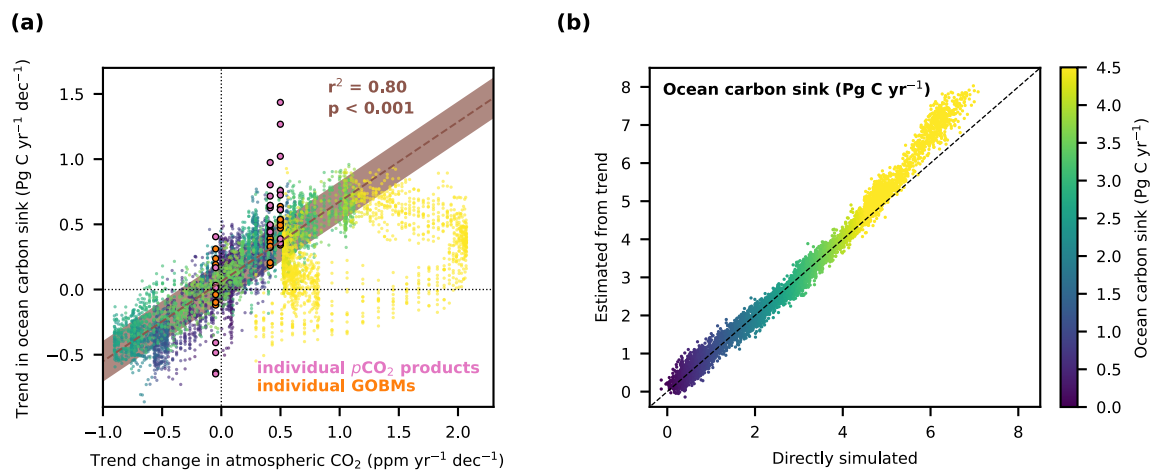 (a)
Trend in ocean carbon sink (Pg C yr⁻¹ dec⁻¹)
1.5
1.0
0.5
0.0
−0.5
r² = 0.80
p < 0.001
individual pCO₂ products
individual GOBMs
−1.0 −0.5 0.0 0.5 1.0 1.5 2.0
Trend change in atmospheric CO₂ (ppm yr⁻¹ dec⁻¹)
(b)
Estimated from trend
8
7
6
5
4
3
2
1
0
Ocean carbon sink (Pg C yr⁻¹)
0 2 4 6 8
Directly simulated
4.5
4.0
3.5
3.0
2.5
2.0
1.5
1.0
0.5
0.0
Ocean carbon sink (Pg C yr⁻¹)